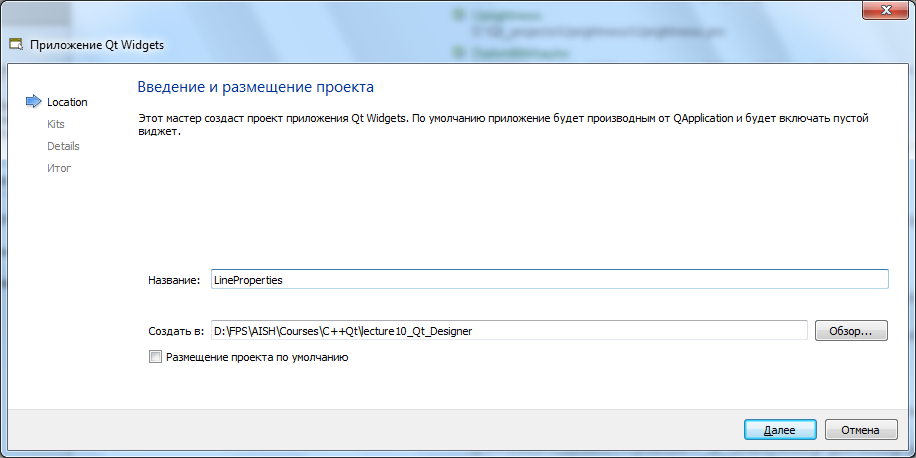 Приложение Qt Widgets
Location
Kits
Details
Итог
Введение и размещение проекта
Этот мастер создаст проект приложения Qt Widgets. По умолчанию приложение будет производным от QApplication и будет включать пустой
виджет.
Название:
LineProperties
Создать в:
D:\FPS\AISH\Courses\C++Qt\lecture10_Qt_Designer
Обзор...
Размещение проекта по умолчанию
Далее
Отмена